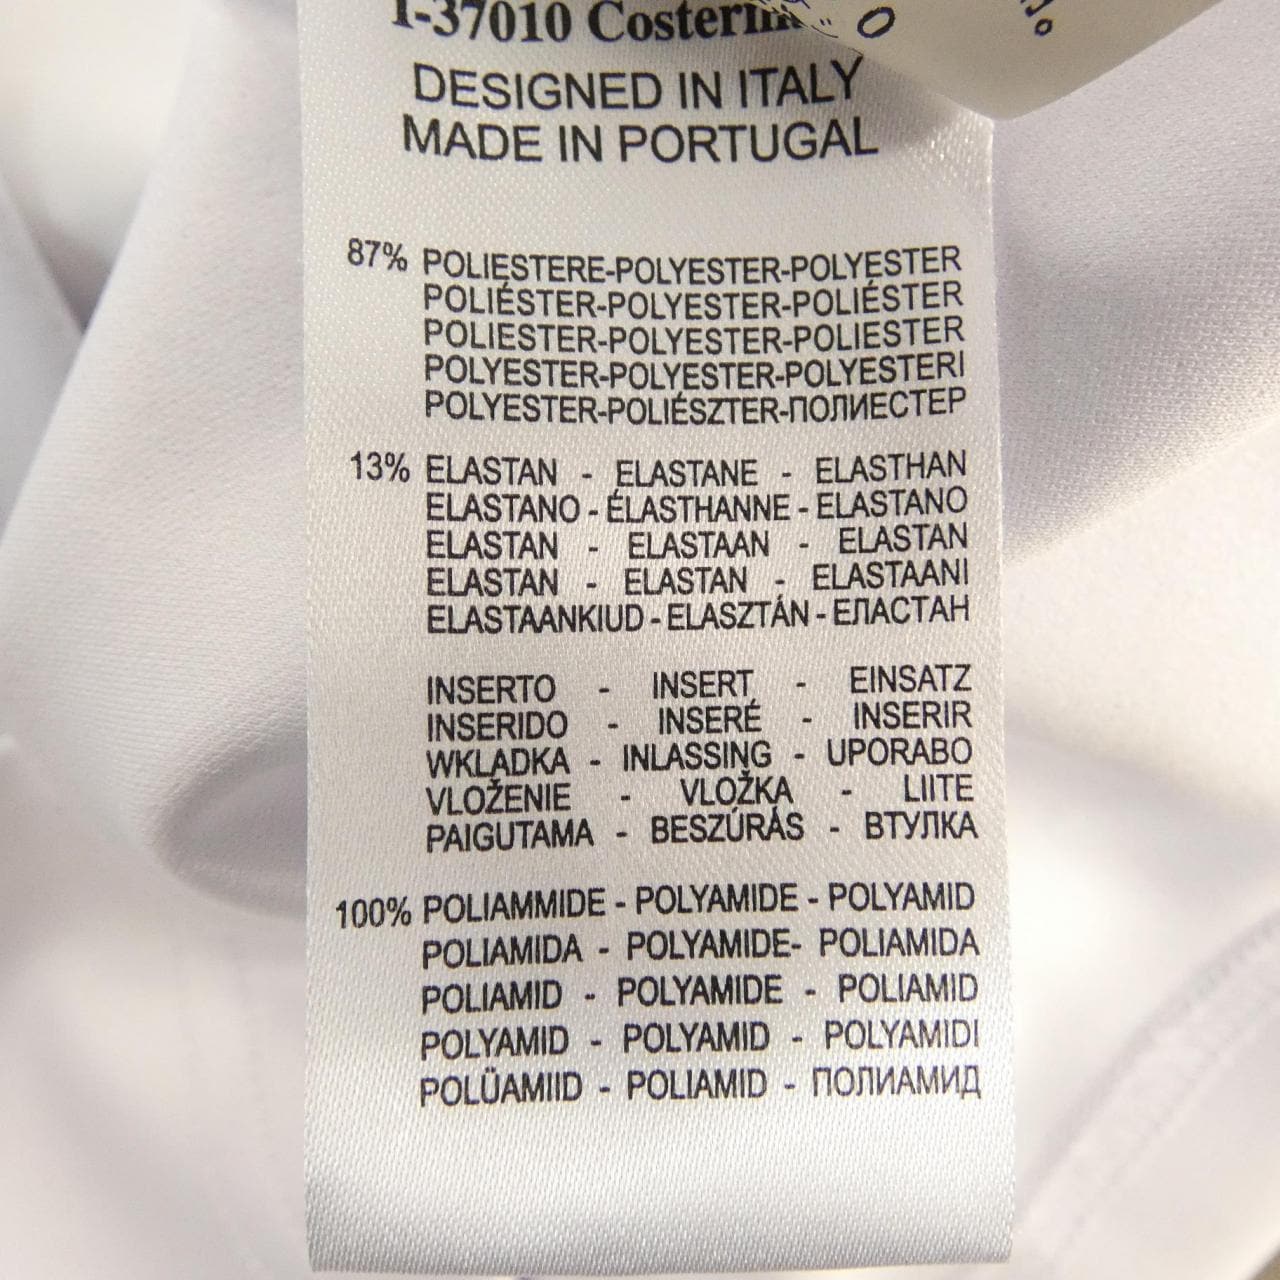 I-37010
DESIGNED IN ITALY
MADE IN PORTUGAL
87% POLIESTERE-POLYESTER-POLYESTER
POLIÉSTER-POLYESTER-POLIÉSTER
POLIESTER-POLYESTER-POLIESTER
POLYESTER-POLYESTER-POLYESTERI
POLYESTER-POLIÉSZTER-ПОЛИЕСТЕР
13% ELASTAN - ELASTANE - ELASTHAN
ELASTANO - ÉLASTHANNE - ELASTANO
ELASTAN - ELASTAAN - ELASTAN
ELASTAN - ELASTAN - ELASTAANI
ELASTAANKIUD - ELASZTÁN - ЕЛАСТАН
INSERTO - INSERT - EINSATZ
INSERIDO - INSERÉ - INSERIR
WKLADKA - INLASSING - UPORABO
VLOŽENIE - VLOŽKA - LIITE
PAIGUTAMA - BESZÚRÁS - ВТУЛКА
100% POLIAMMIDE - POLYAMIDE - POLYAMID
POLIAMIDA - POLYAMIDE- POLIAMIDA
POLIAMID - POLYAMIDE - POLIAMID
POLYAMID - POLYAMID - POLYAMIDI
POLÜAMIID - POLIAMID - ПОЛИАМИД